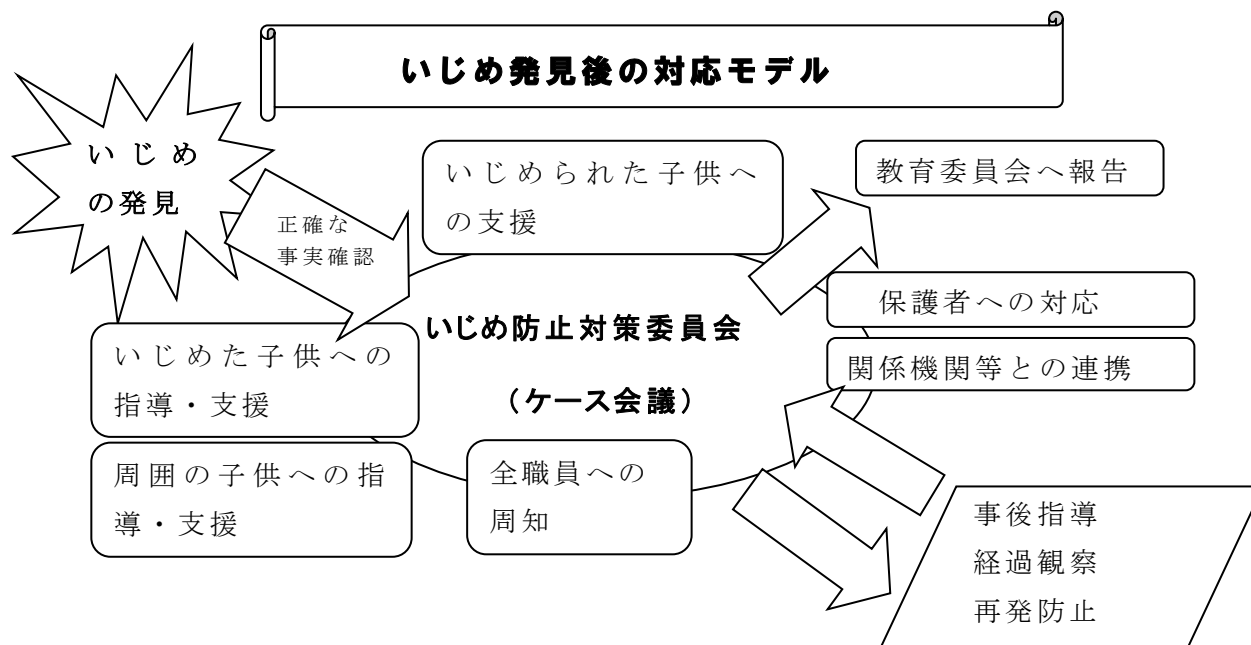 いじめ発見後の対応モデル
いじめ
の発見
正確な
事実確認
いじめられた子供へ
の支援
教育委員会へ報告
保護者への対応
関係機関等との連携
いじめ防止対策委員会
（ケース会議）
いじめた子供への
指導・支援
周囲の子供への指
導・支援
全職員への
周知
事後指導
経過観察
再発防止